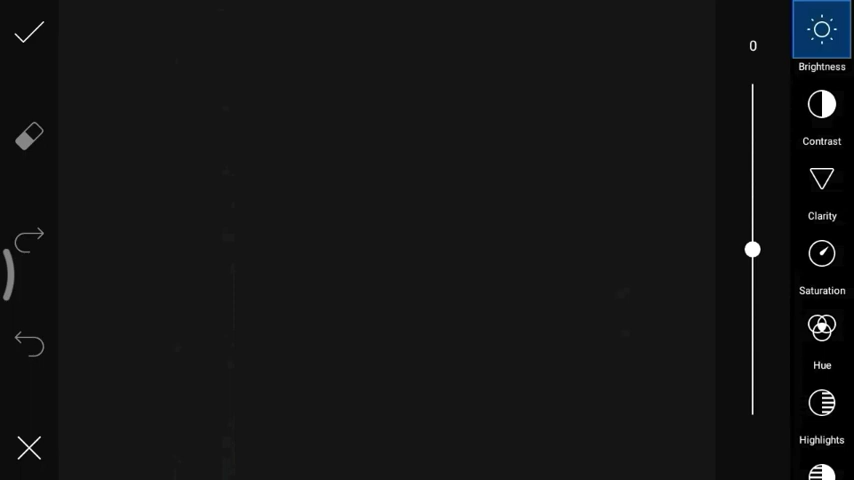 0
Brightness
Contrast
Clarity
Saturation
Hue
Highlights